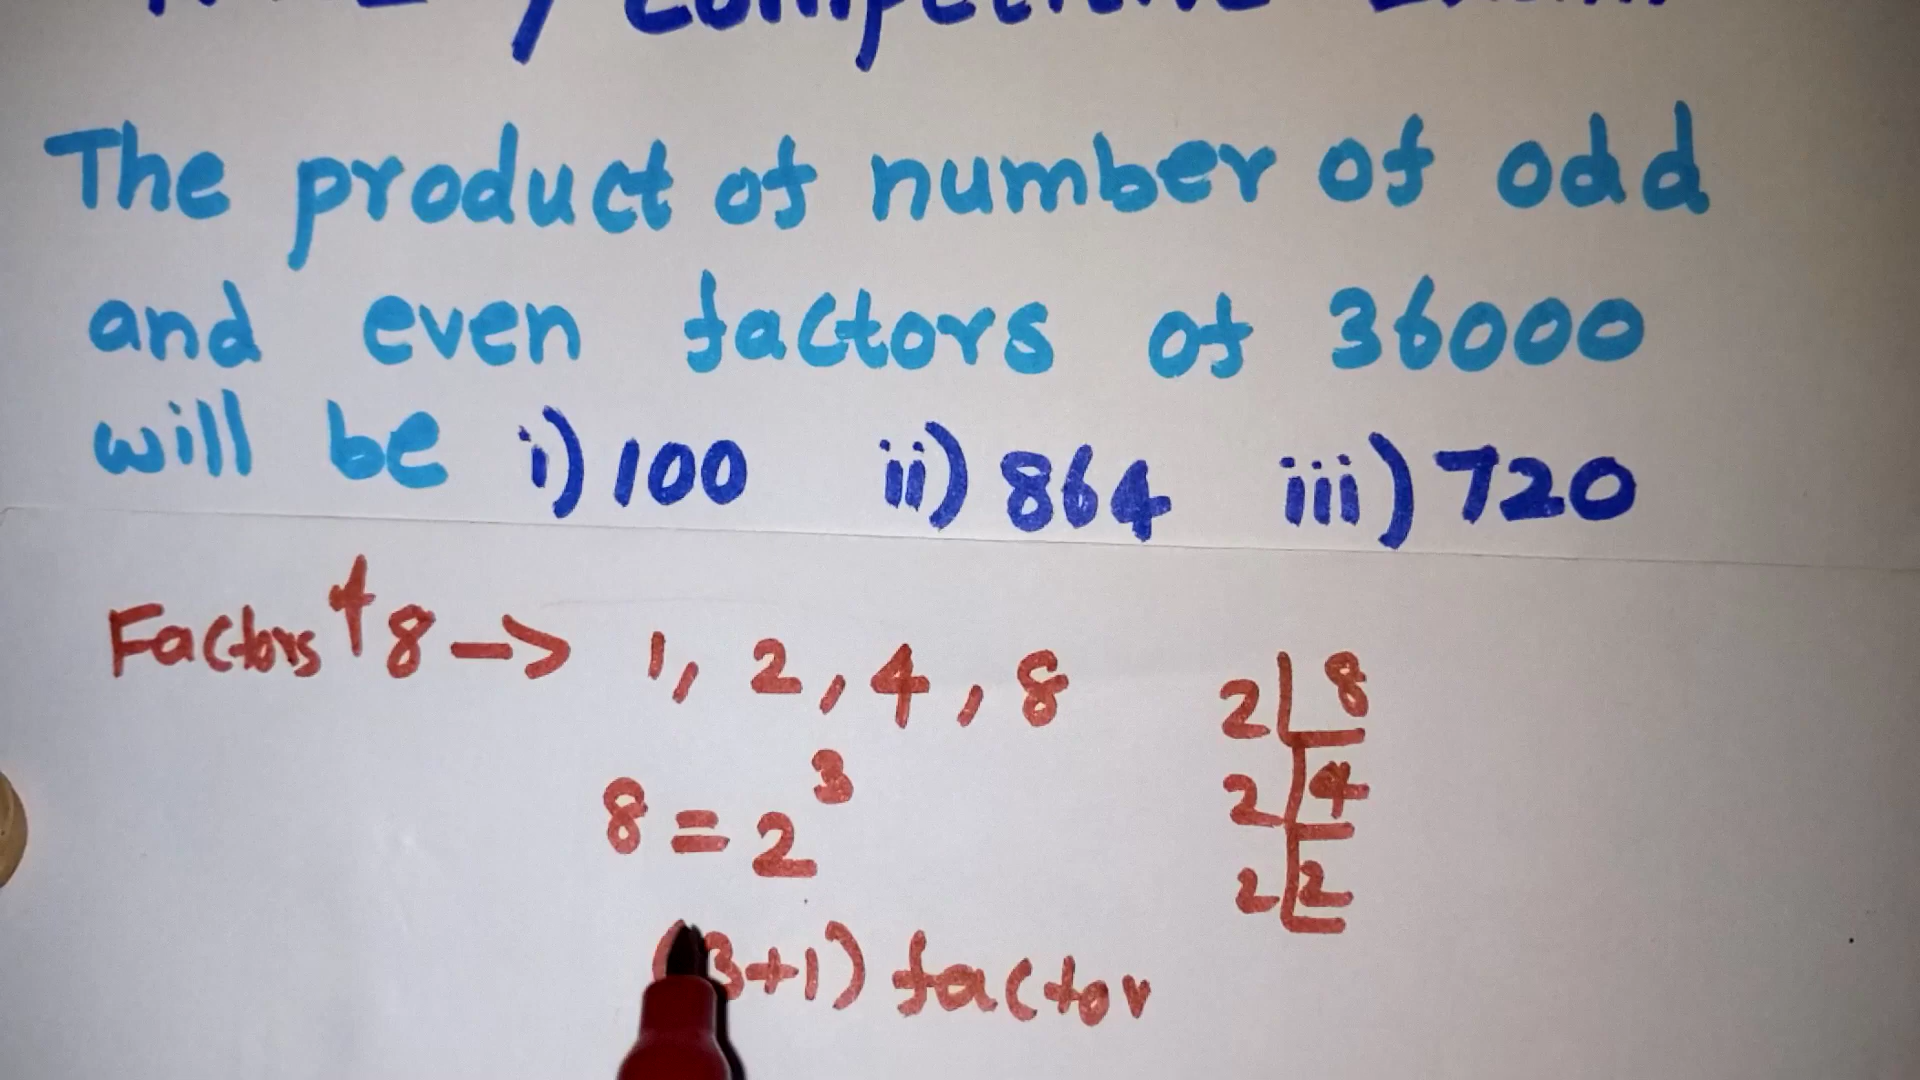 The product of number of odd
and even factors of 36000
will be i) 100 ii) 864 iii) 720
Factors of 8 -> 1, 2, 4, 8
2 8
8 = 2³
2 4
2 2
(3+1) factor